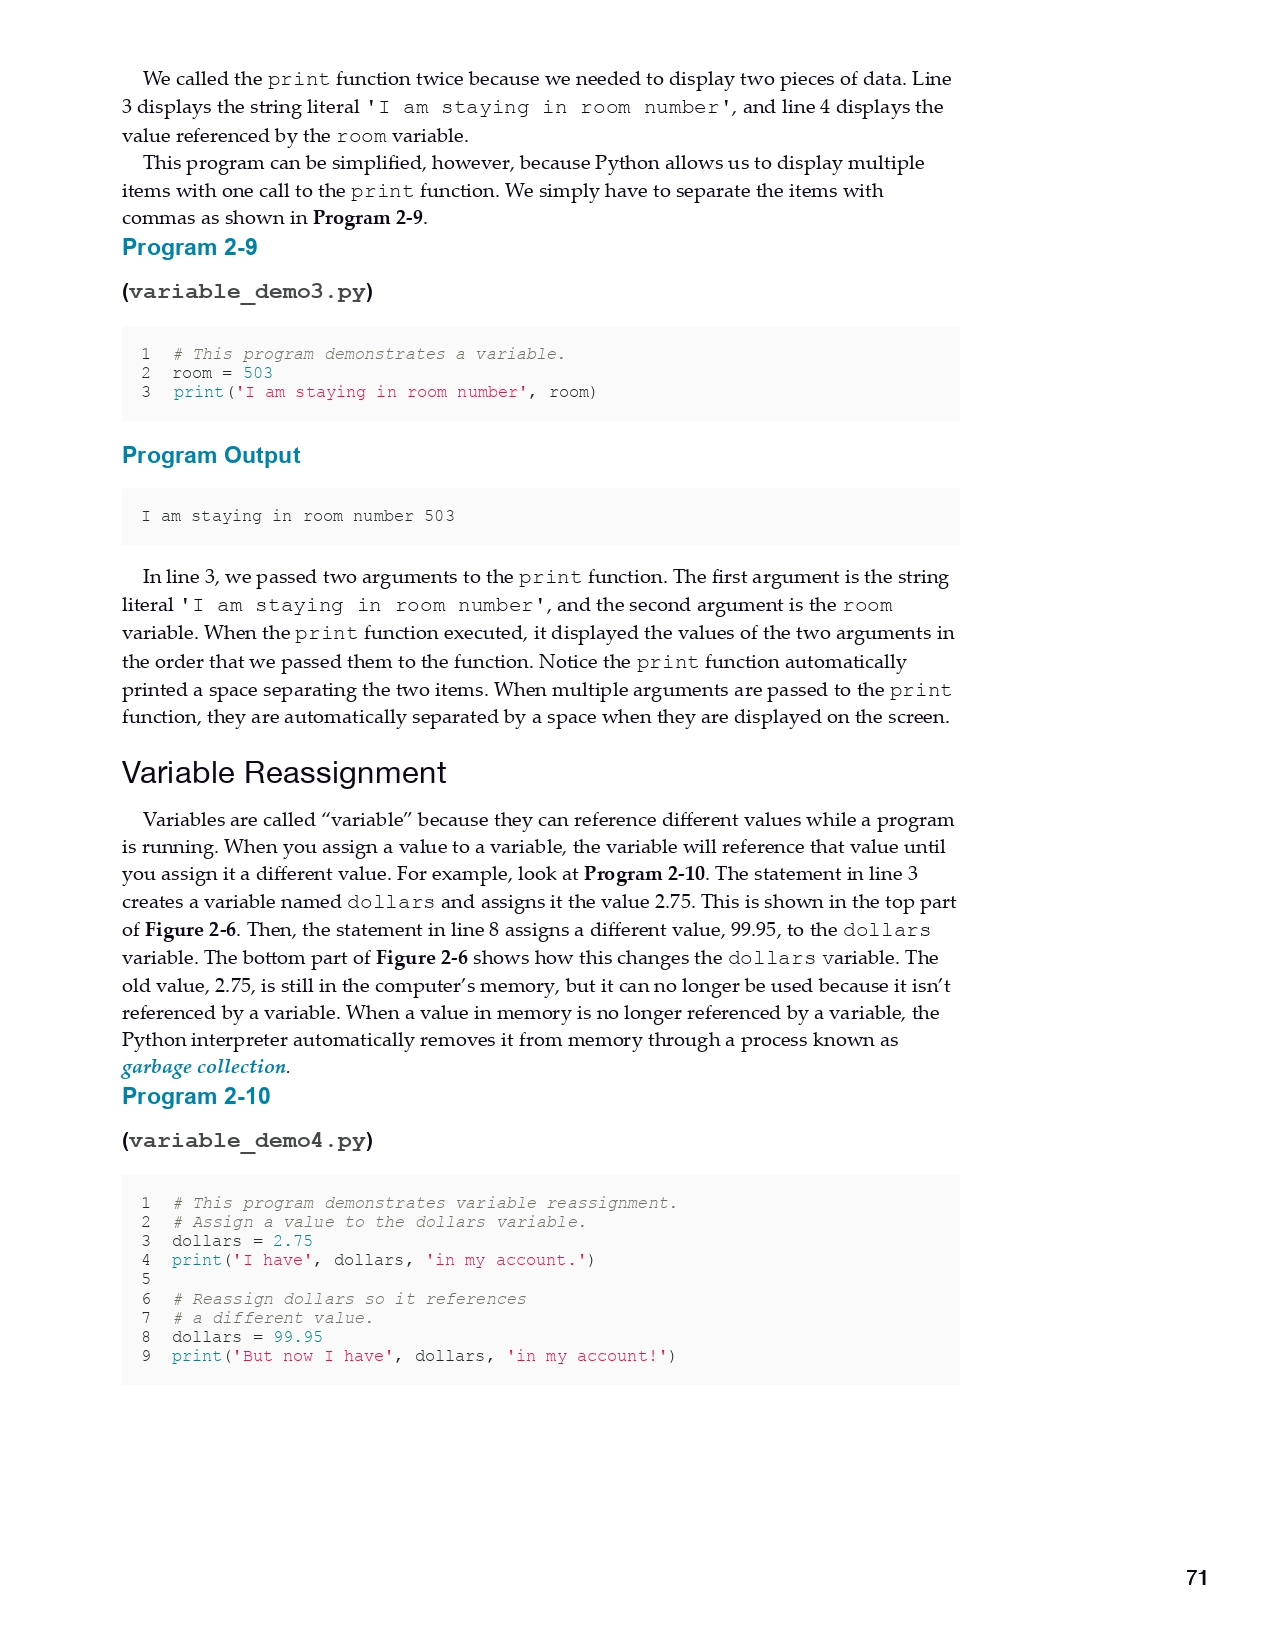 We called the print function twice because we needed to display two pieces of data. Line
3 displays the string literal 'I am staying in room number', and line 4 displays the
value referenced by the room variable.
This program can be simplified, however, because Python allows us to display multiple
items with one call to the print function. We simply have to separate the items with
commas as shown in Program 2-9.
Program 2-9
(variable_demo3.py)
1 # This program demonstrates a variable.
2 room = 503
3 print('I am staying in room number', room)
Program Output
I am staying in room number 503
In line 3, we passed two arguments to the print function. The first argument is the string
literal 'I am staying in room number', and the second argument is the room
variable. When the print function executed, it displayed the values of the two arguments in
the order that we passed them to the function. Notice the print function automatically
printed a space separating the two items. When multiple arguments are passed to the print
function, they are automatically separated by a space when they are displayed on the screen.
Variable Reassignment
Variables are called “variable” because they can reference different values while a program
is running. When you assign a value to a variable, the variable will reference that value until
you assign it a different value. For example, look at Program 2-10. The statement in line 3
creates a variable named dollars and assigns it the value 2.75. This is shown in the top part
of Figure 2-6. Then, the statement in line 8 assigns a different value, 99.95, to the dollars
variable. The bottom part of Figure 2-6 shows how this changes the dollars variable. The
old value, 2.75, is still in the computer’s memory, but it can no longer be used because it isn’t
referenced by a variable. When a value in memory is no longer referenced by a variable, the
Python interpreter automatically removes it from memory through a process known as
garbage collection.
Program 2-10
(variable_demo4.py)
1 # This program demonstrates variable reassignment.
2 # Assign a value to the dollars variable.
3 dollars = 2.75
4 print('I have', dollars, 'in my account.')
5
6 # Reassign dollars so it references
7 # a different value.
8 dollars = 99.95
9 print('But now I have', dollars, 'in my account!')
71